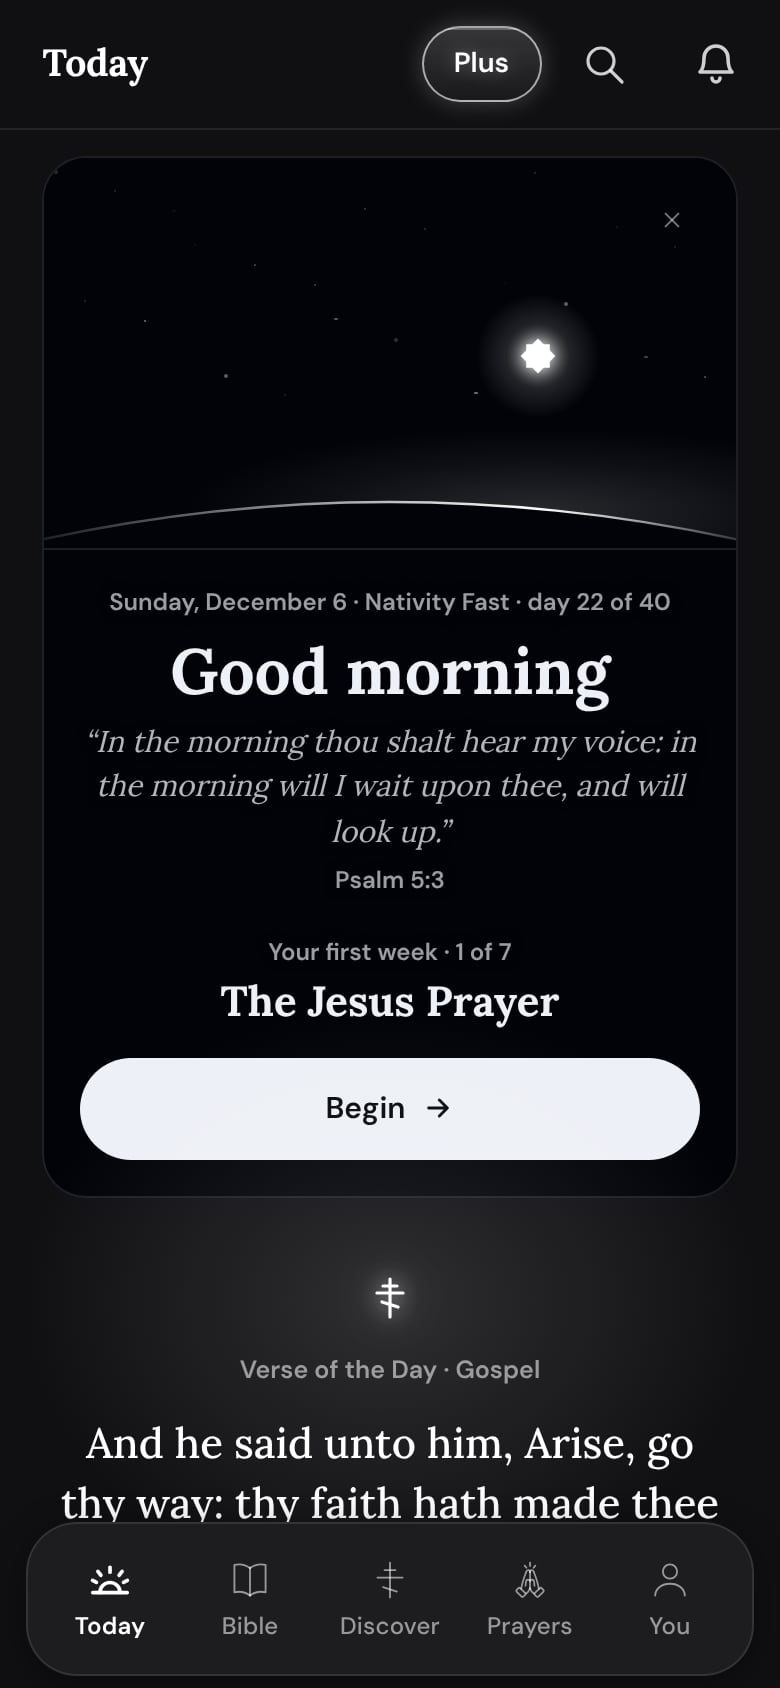 Today
Plus
Sunday, December 6 · Nativity Fast · day 22 of 40
Good morning
“In the morning thou shalt hear my voice: in
the morning will I wait upon thee, and will
look up.”
Psalm 5:3
Your first week · 1 of 7
The Jesus Prayer
Begin →
Verse of the Day · Gospel
And he said unto him, Arise, go
thy way: thy faith hath made thee
Today
Bible
Discover
Prayers
You